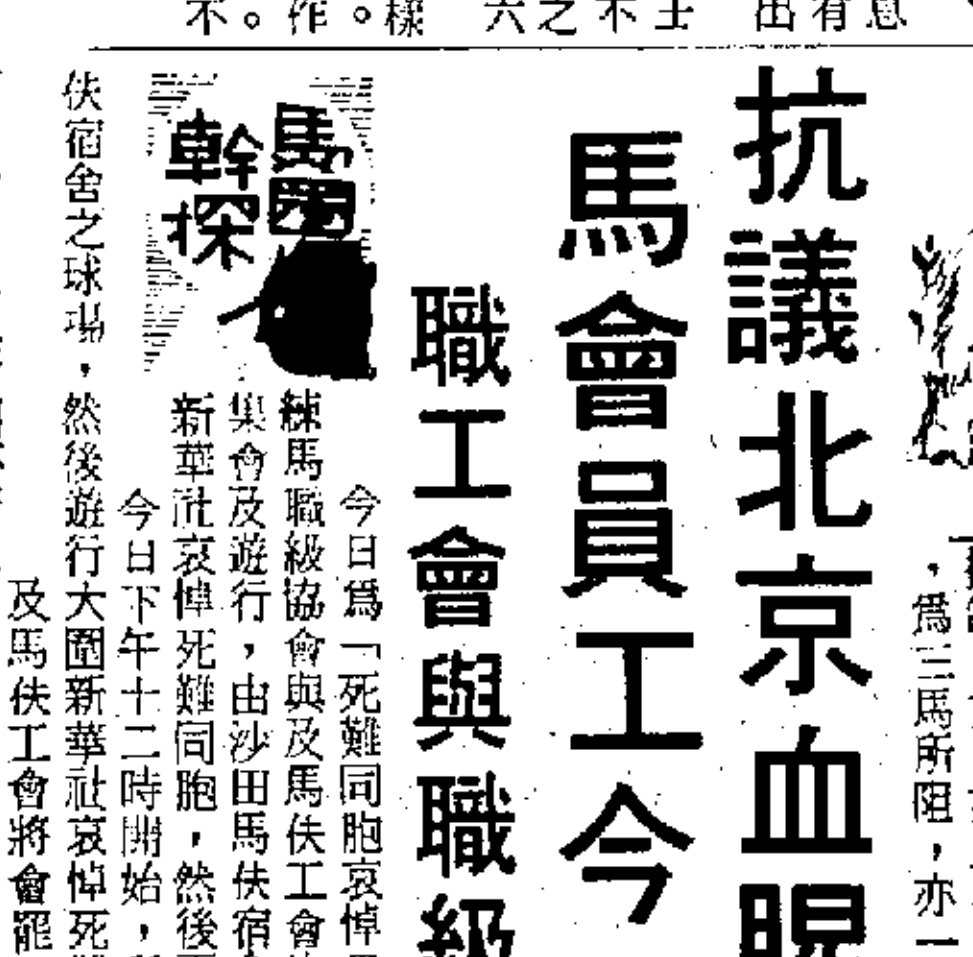 息
有
出
士
不
之
六
樣。
作。
不
，爲三馬所阻，亦一
抗議北京血
馬會員工今
職工會與職級
馬圈
幹探
今日爲「死難同胞哀悼
練馬職級協會與及馬伕工會
集會及遊行，由沙田馬伕宿
新華社哀悼死難同胞，然後
今日下午十二時開始，
伕宿舍之球場，然後遊行大圍新華社哀悼死
及馬伕工會將會罷